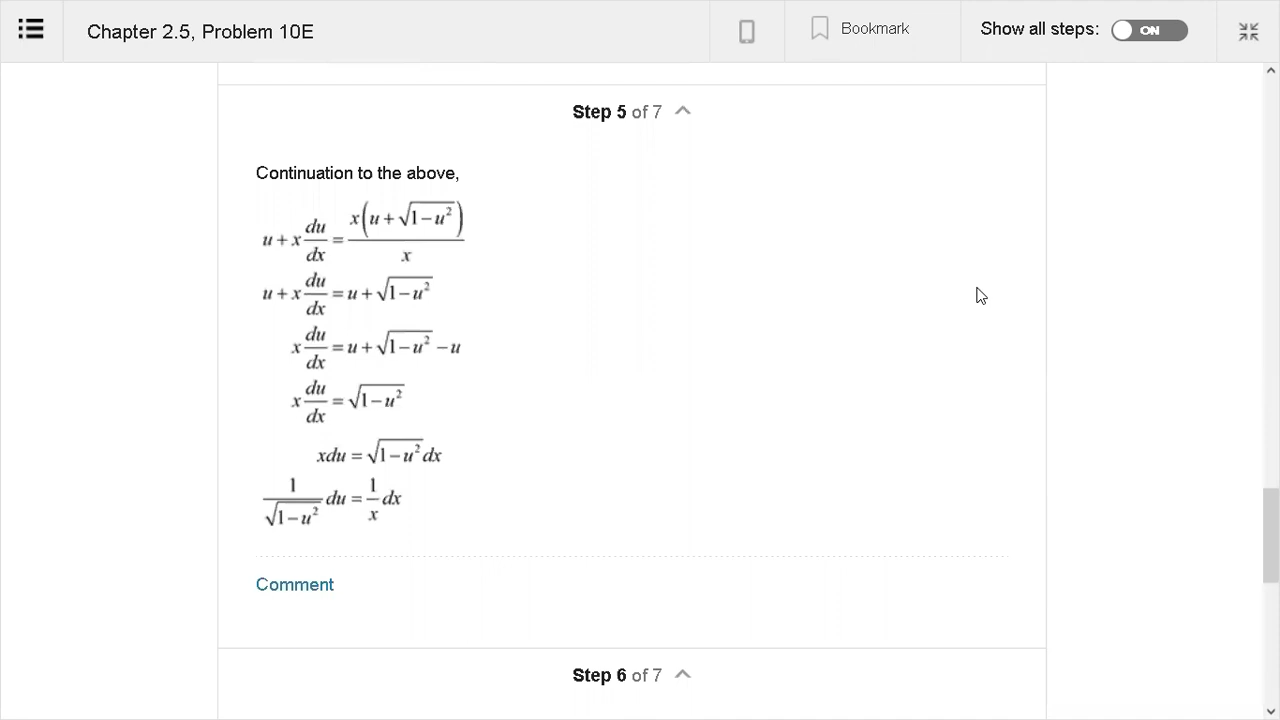 Chapter 2.5, Problem 10E
Bookmark
Show all steps: ON
Step 5 of 7
Continuation to the above,
u + x du/dx = x(u + √(1−u²))/x
u + x du/dx = u + √(1−u²)
x du/dx = u + √(1−u²) − u
x du/dx = √(1−u²)
xdu = √(1−u²) dx
1/√(1−u²) du = 1/x dx
Comment
Step 6 of 7